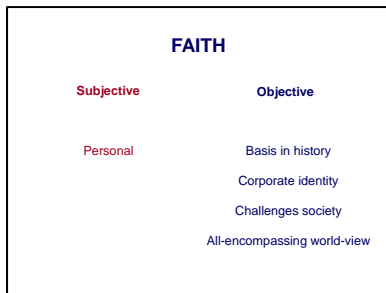 FAITH
Subjective Objective
Personal Basis in history
Corporate identity
Challenges society
All-encompassing world-view